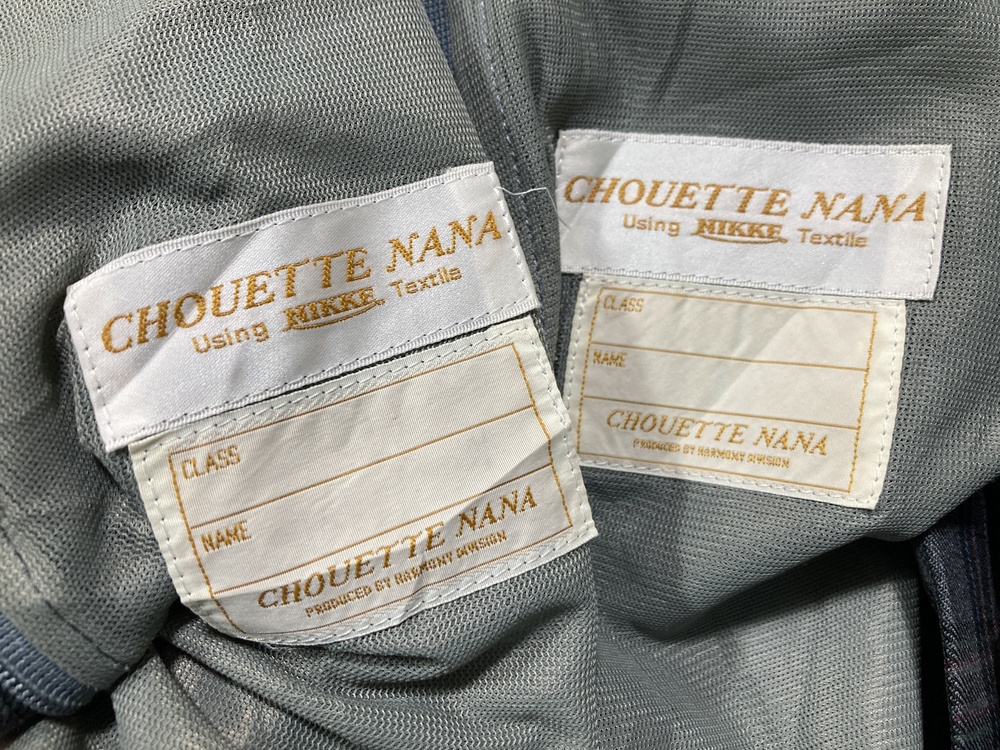 CHOUETTE NANA
Using NIKKE Textile
CLASS
NAME
CHOUETTE NANA
PRODUCED BY HARMONY DIVISION
CHOUETTE NANA
Using NIKKE Textile
CLASS
NAME
CHOUETTE NANA
PRODUCED BY HARMONY DIVISION